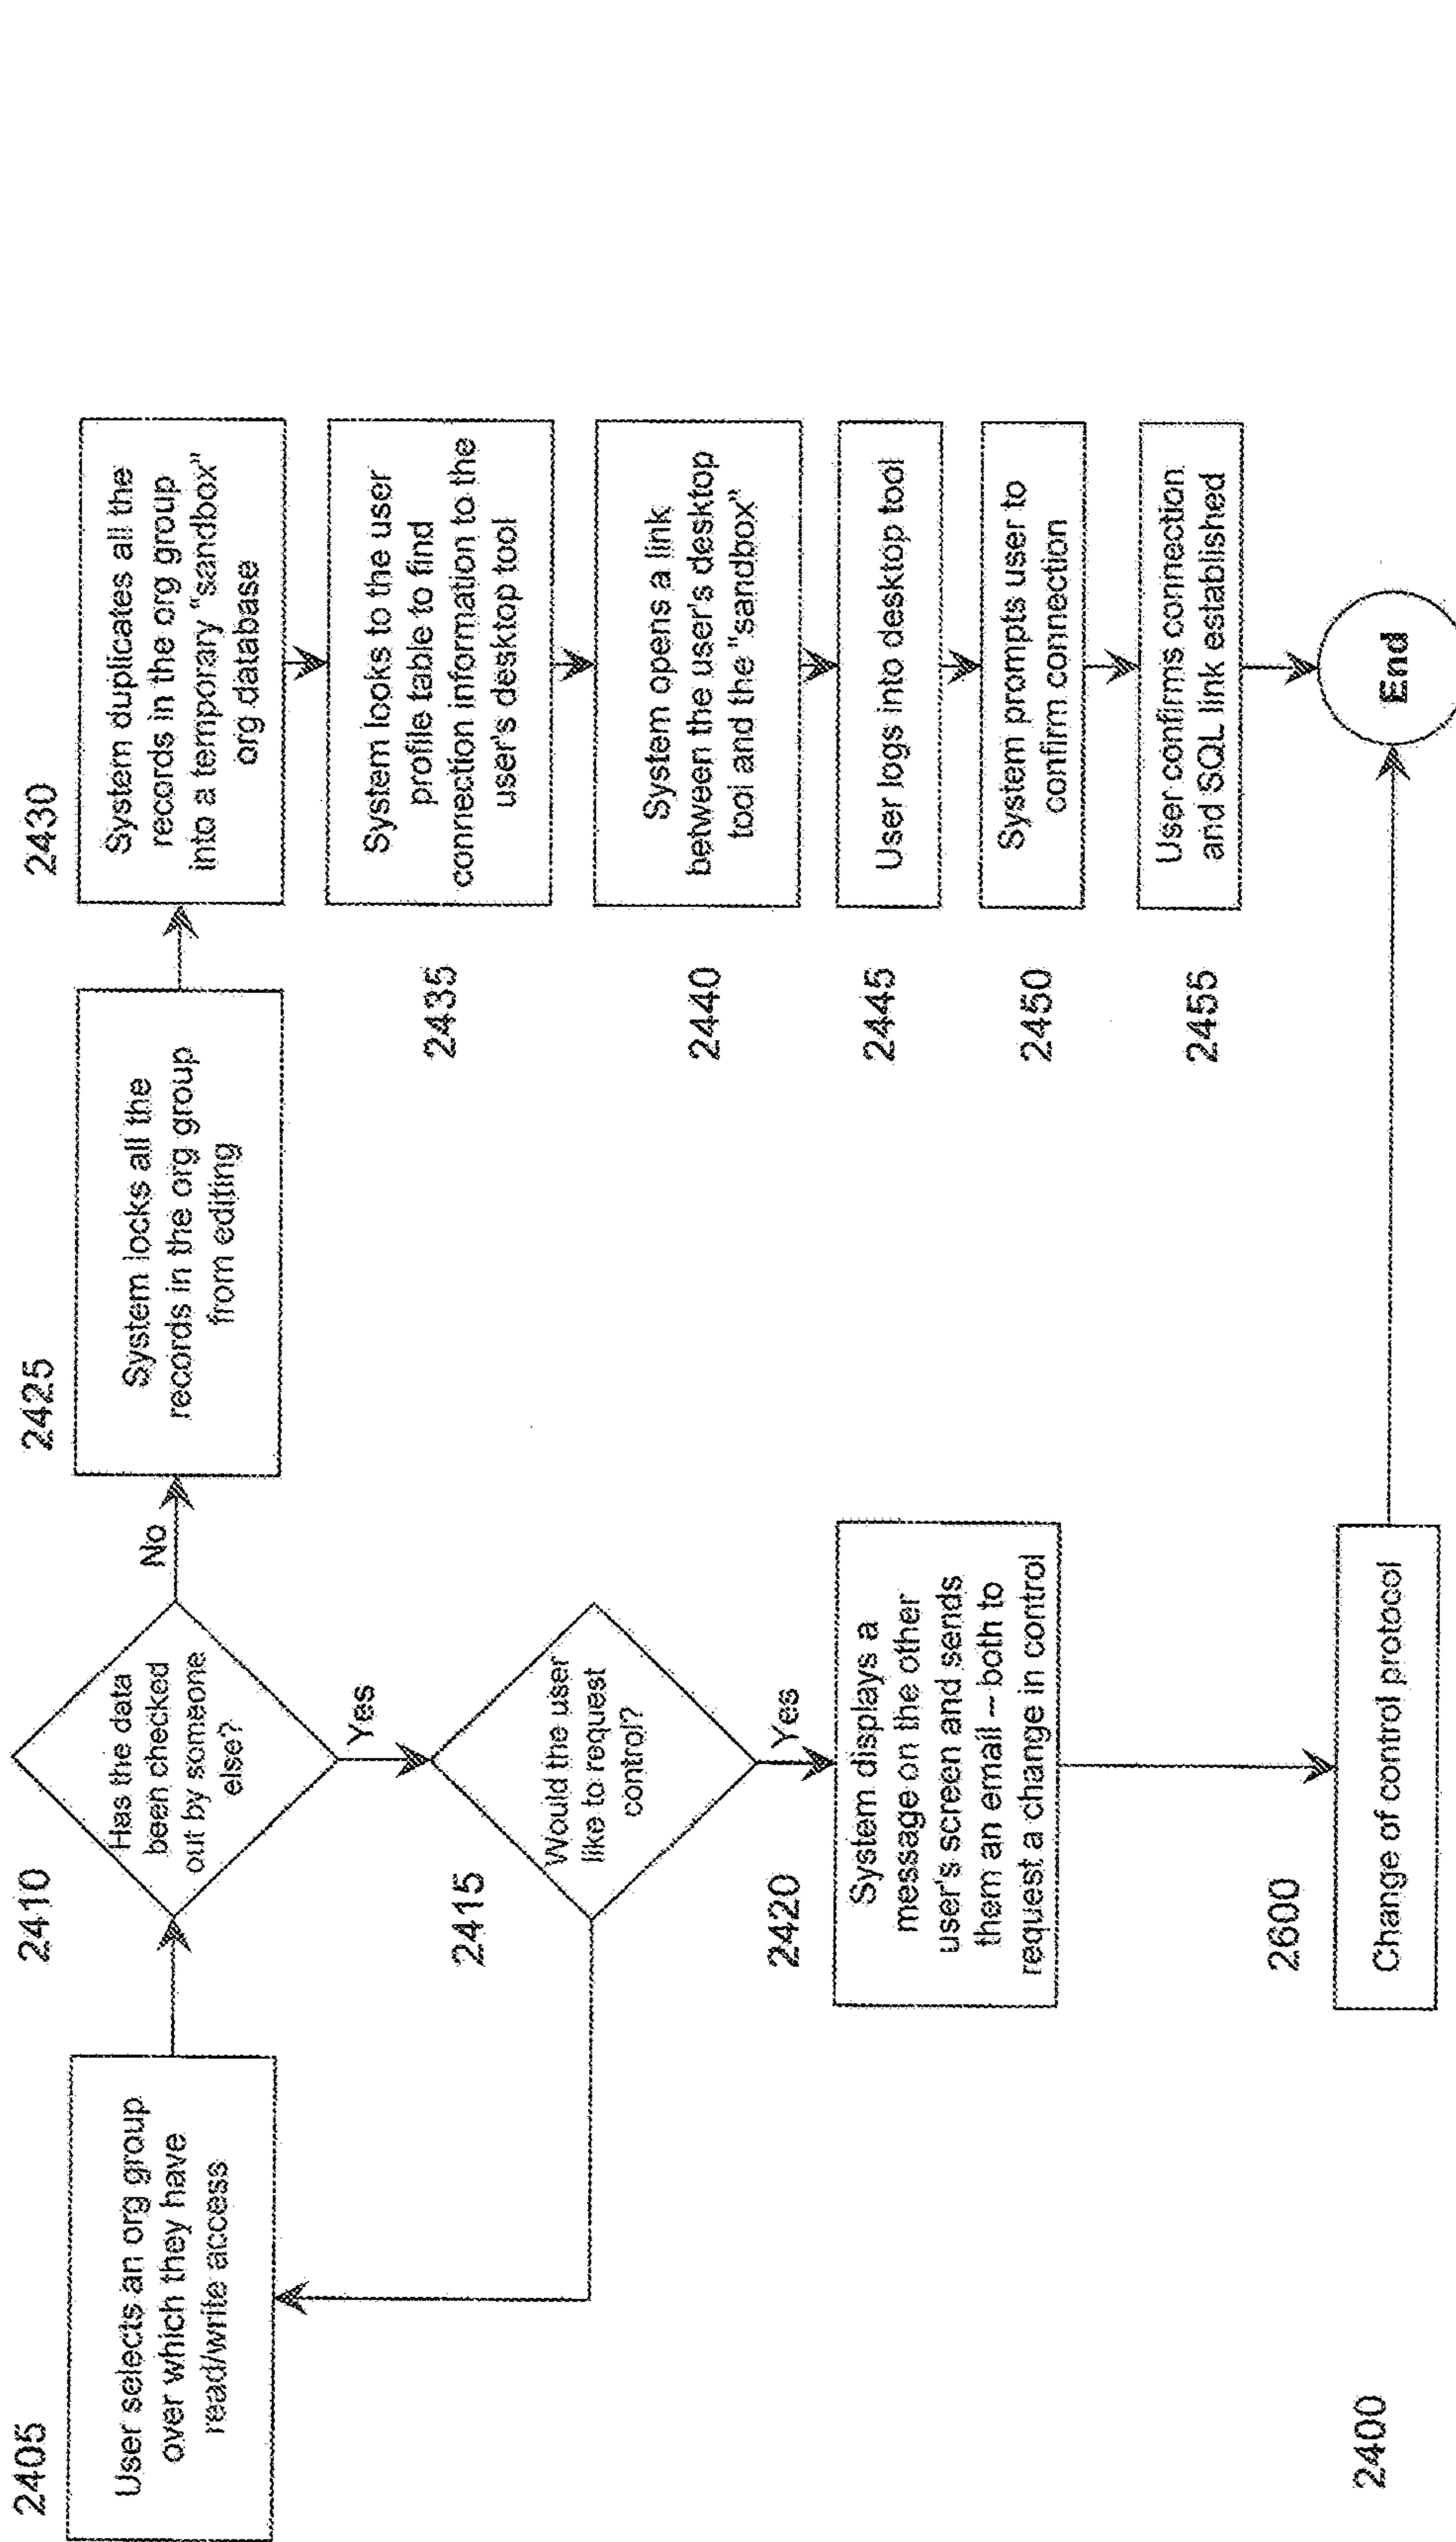 2405
User selects an org group
over which they have
read/write access
2410
Has the data
been checked
out by someone
else?
No
Yes
2425
System locks all the
records in the org group
from editing
2430
System duplicates all the
records in the org group
into a temporary "sandbox"
org database
2415
Would the user
like to request
control?
Yes
2435
System looks to the user
profile table to find
connection information to the
user's desktop tool
2440
System opens a link
between the user's desktop
tool and the "sandbox"
2420
System displays a
message on the other
user's screen and sends
them an email -- both to
request a change in control
2445
User logs into desktop tool
2450
System prompts user to
confirm connection
2455
User confirms connection
and SQL link established
2600
Change of control protocol
End
2400